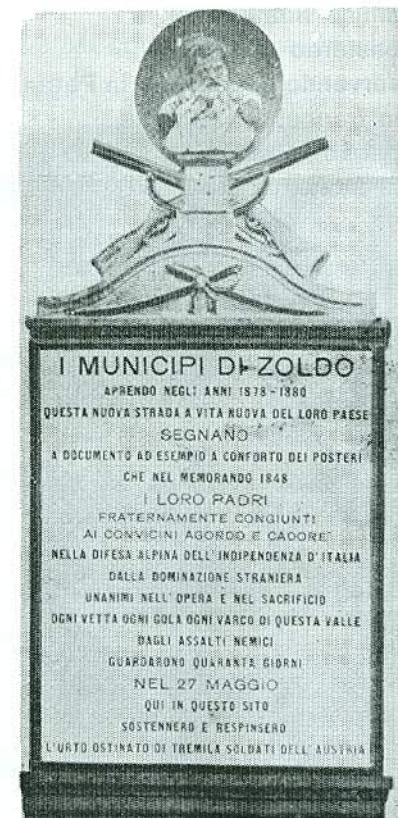 I MUNICIPI DI ZOLDO
APRENDO NEGLI ANNI 1878-1880
QUESTA NUOVA STRADA A VITA NUOVA DEL LORO PAESE
SEGNANO
A DOCUMENTO AD ESEMPIO A CONFORTO DEI POSTERI
CHE NEL MEMORANDO 1848
I LORO PADRI
FRATERNAMENTE CONGIUNTI
AI CONVICINI AGORDO E CADORE
NELLA DIFESA ALPINA DELL'INDIPENDENZA D'ITALIA
DALLA DOMINAZIONE STRANIERA
UNANIMI NELL'OPERA E NEL SACRIFICIO
OGNI VETTA OGNI GOLA OGNI VARCO DI QUESTA VALLE
DAGLI ASSALTI NEMICI
GUARDARONO QUARANTA GIORNI
NEL 27 MAGGIO
QUI IN QUESTO SITO
SOSTENNERO E RESPINSERO
L'URTO OSTINATO DI TREMILA SOLDATI DELL'AUSTRIA